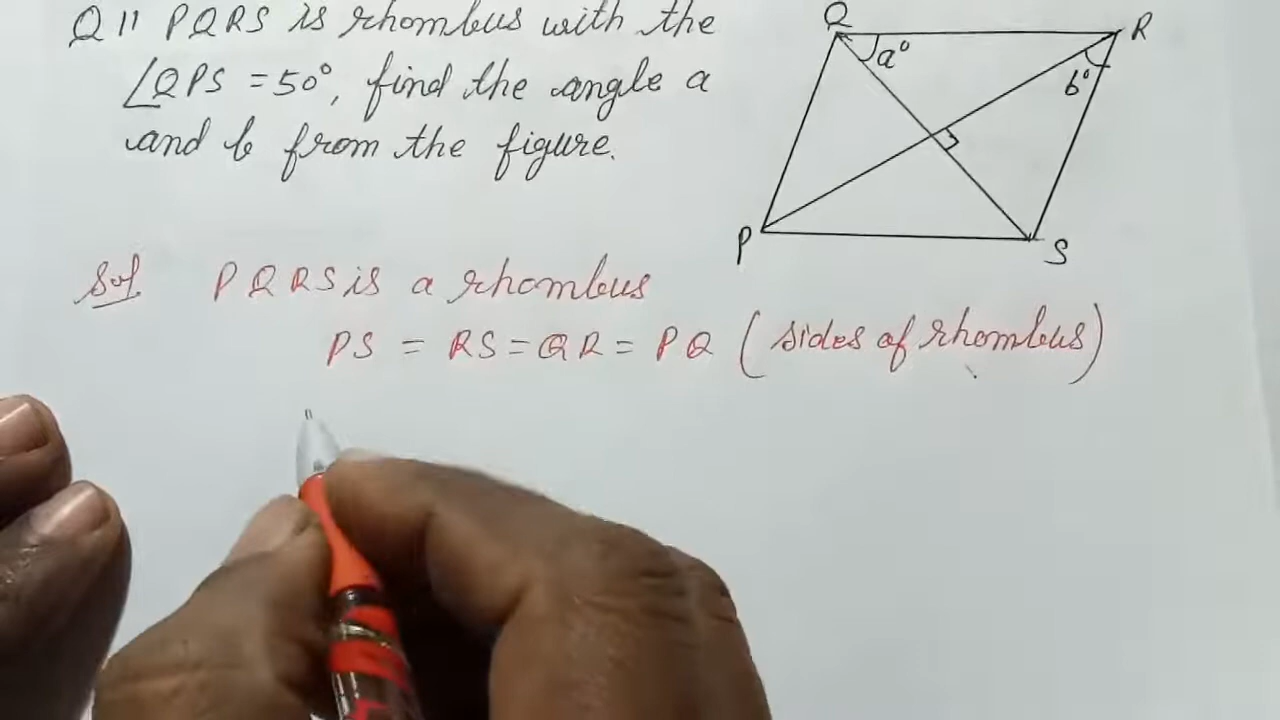 Q11 PQRS is rhombus with the
∠QPS = 50°, find the angle a
and b from the figure.
Q
R
a°
b°
P
S
Sol. PQRS is a rhombus
PS = RS = QR = PQ (sides of rhombus)